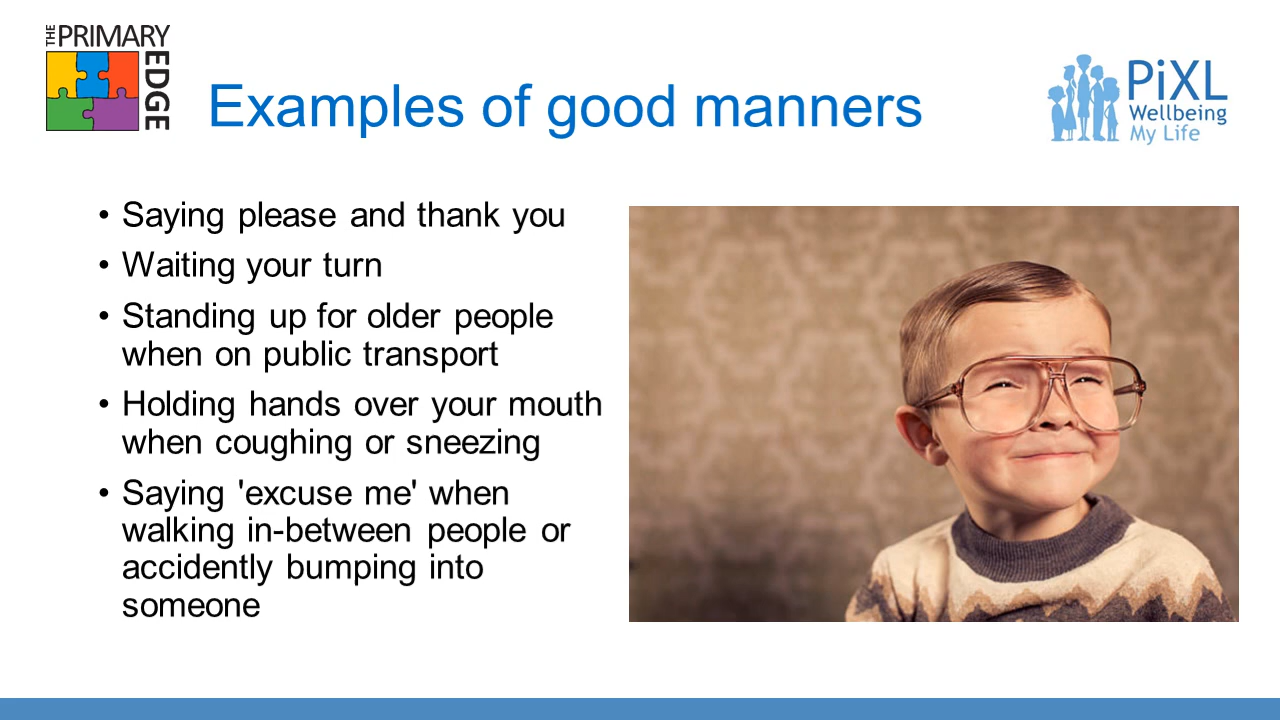 THE PRIMARY
EDGE
Examples of good manners
PiXL
Wellbeing
My Life
• Saying please and thank you
• Waiting your turn
• Standing up for older people
when on public transport
• Holding hands over your mouth
when coughing or sneezing
• Saying 'excuse me' when
walking in-between people or
accidently bumping into
someone